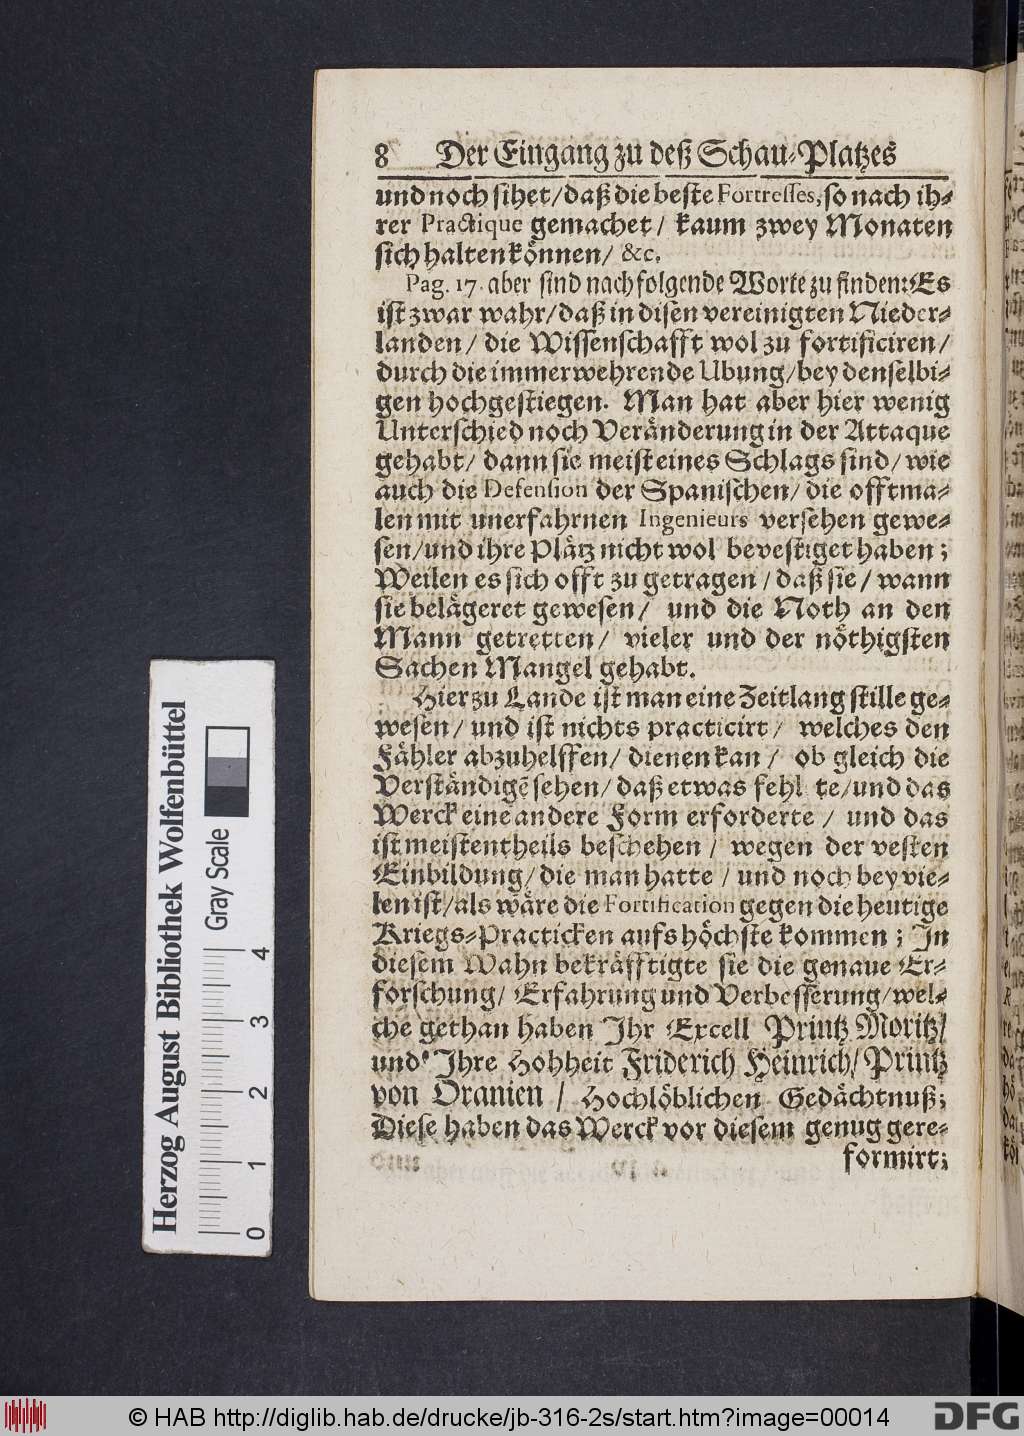 8 Der Eingang zu deß Schau-Platzes
und noch sihet/ daß die beste Fortresses, so nach ih-
rer Practique gemachet/ kaum zwey Monaten
sich halten können/ &c.
Pag. 17. aber sind nachfolgende Worte zu finden: Es
ist zwar wahr/ daß in disen vereinigten Nieder-
landen/ die Wissenschafft wol zu fortificiren/
durch die immerwehrende Ubung/ bey denselbi-
gen hochgestiegen. Man hat aber hier wenig
Unterschied noch Veränderung in der Attaque
gehabt/ dann sie meist eines Schlags sind/ wie
auch die Defension der Spanischen/ die offtma-
len mit unerfahrnen Ingenieurs versehen gewe-
sen/ und ihre Plätz nicht wol bevestiget haben;
Weilen es sich offt zu getragen/ daß sie/ wann
sie belägeret gewesen/ und die Noth an den
Mann getretten/ vieler und der nöthigsten
Sachen Mangel gehabt.
Hier zu Lande ist man eine Zeitlang stille ge-
wesen/ und ist nichts practicirt/ welches den
Fähler abzuhelffen/ dienen kan/ ob gleich die
Verständigẽ sehen/ daß etwas fehlte/ und das
Werck eine andere Form erforderte/ und das
ist meistentheils beschehen/ wegen der vesten
Einbildung/ die man hatte/ und noch bey vie-
len ist/ als wäre die Fortification gegen die heutige
Kriegs-Practicken aufs höchste kommen; In
diesem Wahn bekräfftigte sie die genaue Er-
forschung/ Erfahrung und Verbesserung/ wel-
che gethan haben Ihr Excell Printz Moritz/
und Ihre Hohheit Friderich Heinrich/ Printz
von Oranien/ Hochlöblichen Gedächtnuß;
Diese haben das Werck vor diesem genug gere-
formirt;
Herzog August Bibliothek Wolfenbüttel
Gray Scale
0 1 2 3 4
© HAB http://diglib.hab.de/drucke/jb-316-2s/start.htm?image=00014
DFG